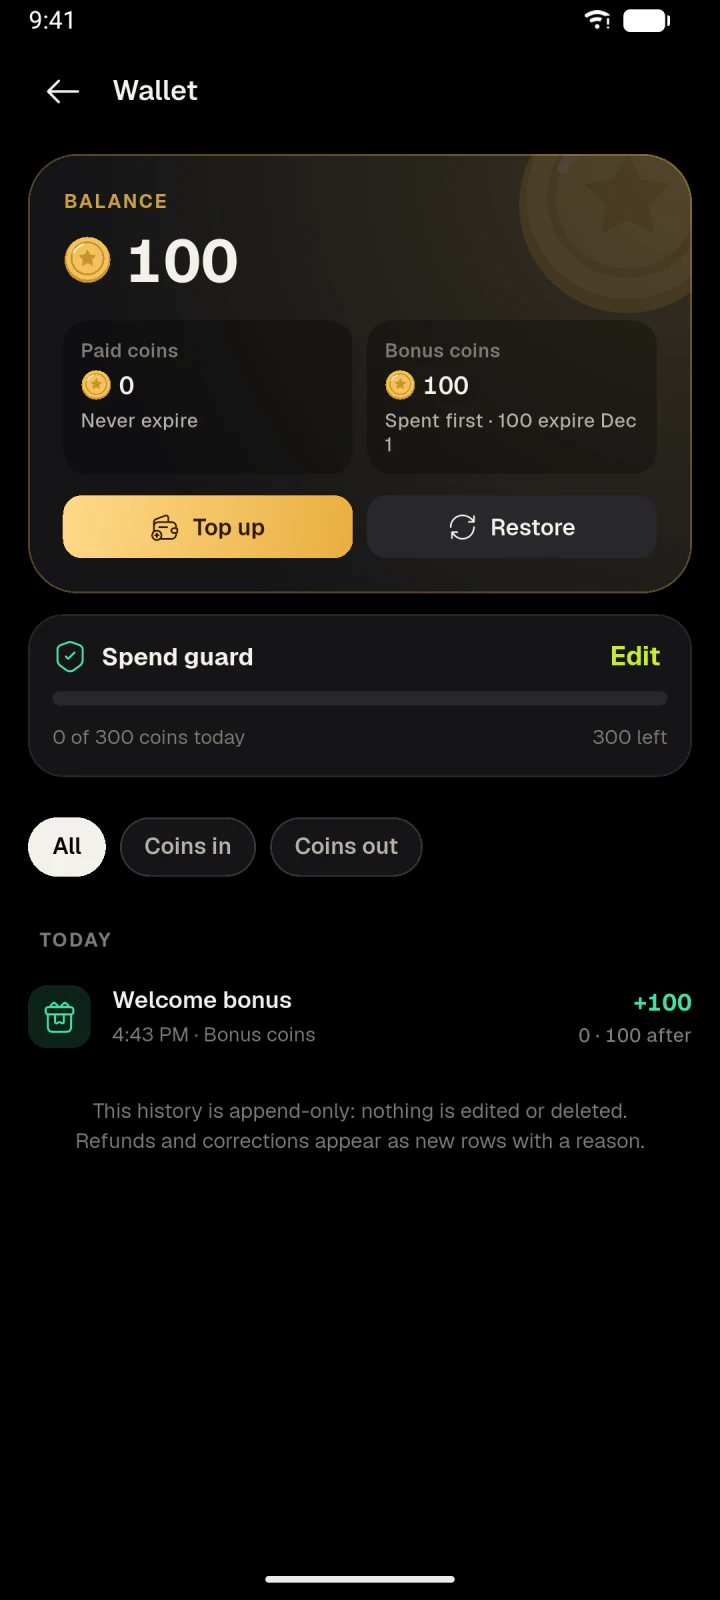 9:41
Wallet
BALANCE
100
Paid coins
0
Never expire
Bonus coins
100
Spent first · 100 expire Dec
1
Top up
Restore
Spend guard
Edit
0 of 300 coins today
300 left
All
Coins in
Coins out
TODAY
Welcome bonus
+100
4:43 PM · Bonus coins
0 · 100 after
This history is append-only: nothing is edited or deleted.
Refunds and corrections appear as new rows with a reason.